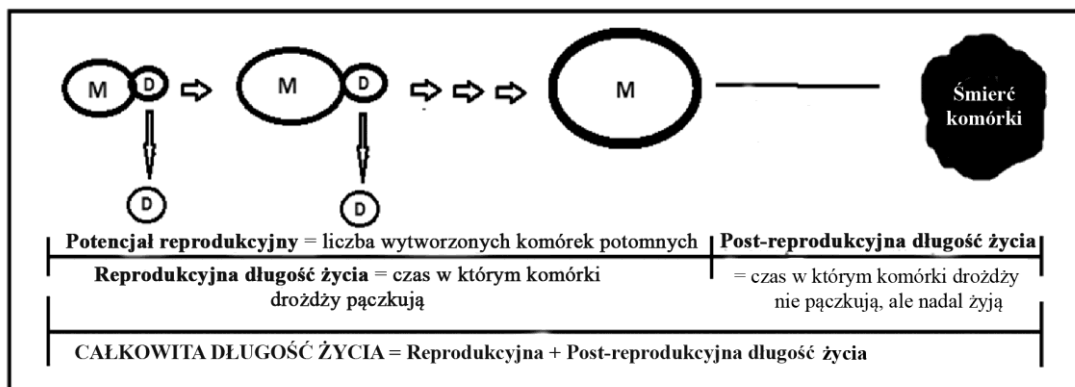 M D
M D
M
Śmierć
komórki
D
D
Potencjał reprodukcyjny = liczba wytworzonych komórek potomnych
Post-reprodukcyjna długość życia
Reprodukcyjna długość życia = czas w którym komórki
drożdży pączkują
= czas w którym komórki drożdży
nie pączkują, ale nadal żyją
CAŁKOWITA DŁUGOŚĆ ŻYCIA = Reprodukcyjna + Post-reprodukcyjna długość życia